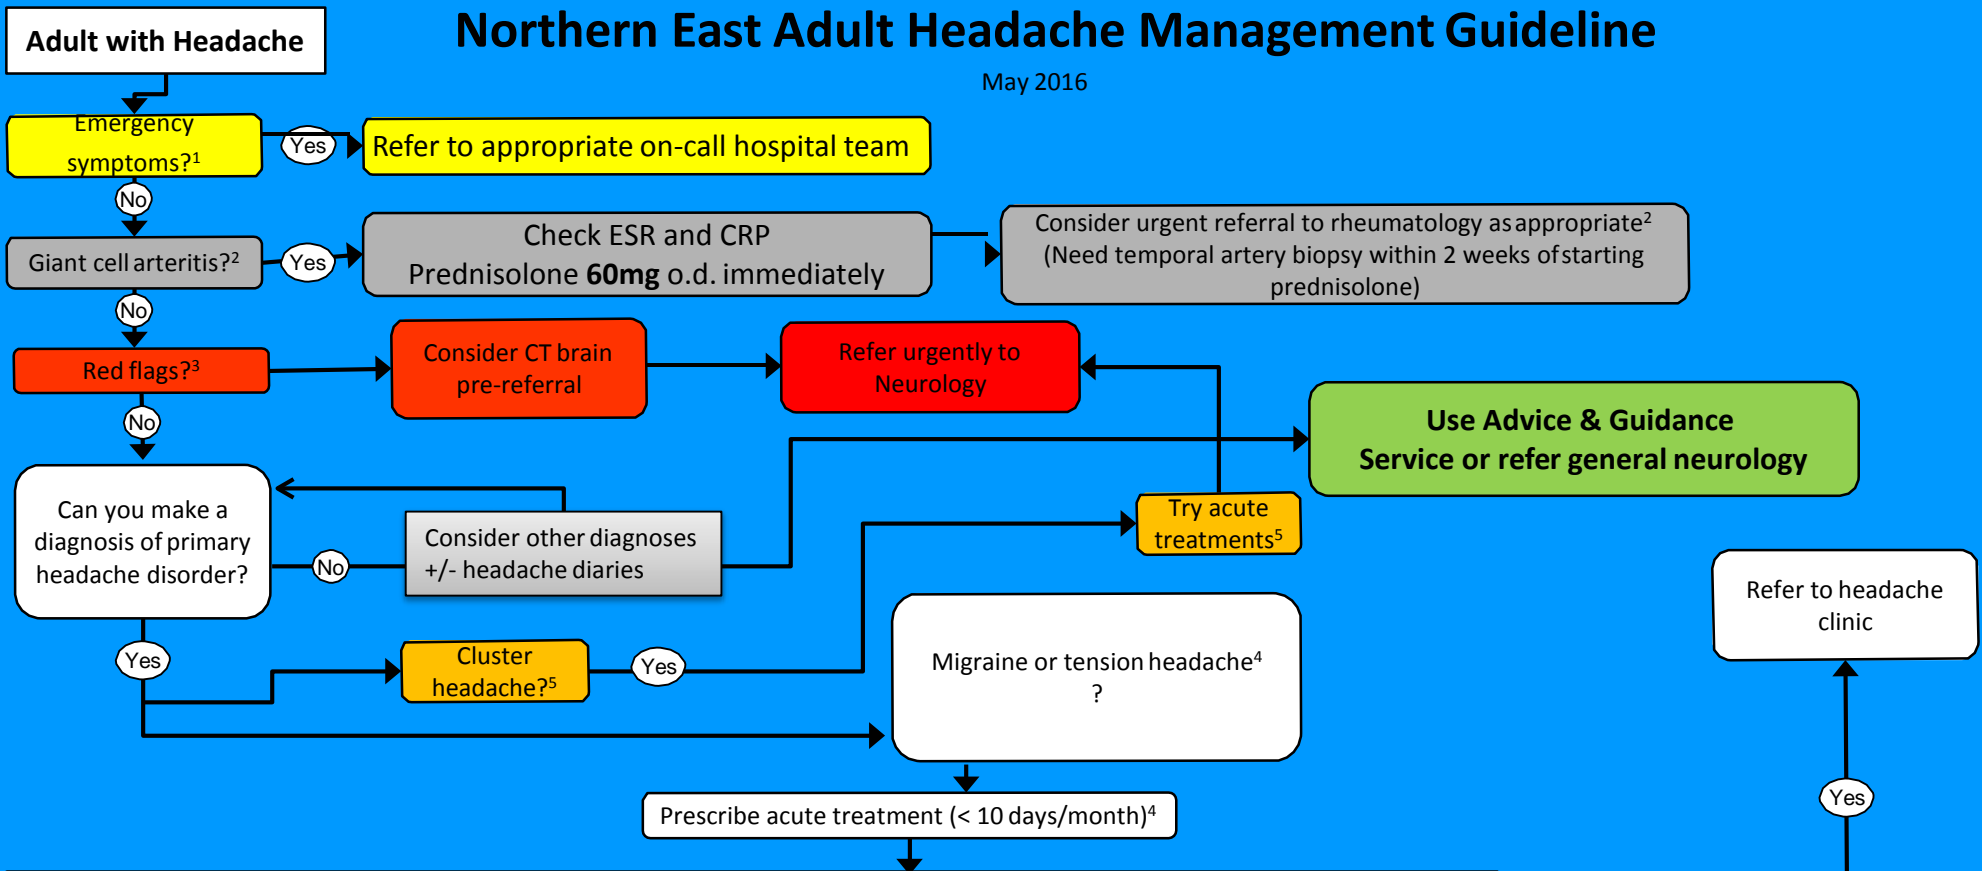 Northern East Adult Headache Management Guideline
May 2016
Adult with Headache
Emergency
symptoms?¹
Yes
Refer to appropriate on-call hospital team
No
Giant cell arteritis?²
Yes
Check ESR and CRP
Prednisolone 60mg o.d. immediately
Consider urgent referral to rheumatology as appropriate²
(Need temporal artery biopsy within 2 weeks of starting
prednisolone)
No
Red flags?³
Consider CT brain
pre-referral
Refer urgently to
Neurology
No
Use Advice & Guidance
Service or refer general neurology
Can you make a
diagnosis of primary
headache disorder?
No
Consider other diagnoses
+/- headache diaries
Try acute
treatments⁵
Yes
Cluster
headache?⁵
Yes
Migraine or tension headache⁴
?
Refer to headache
clinic
Yes
Prescribe acute treatment (< 10 days/month)⁴